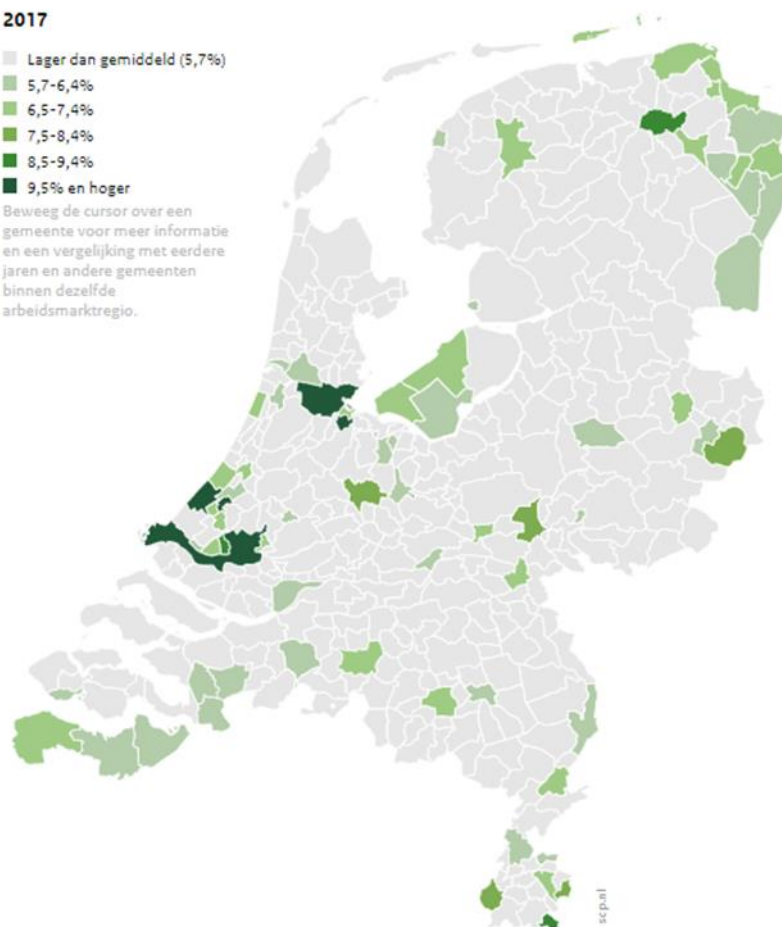 2017
Lager dan gemiddeld (5,7%)
5,7-6,4%
6,5-7,4%
7,5-8,4%
8,5-9,4%
9,5% en hoger
Beweeg de cursor over een
gemeente voor meer informatie
en een vergelijking met eerdere
jaren en andere gemeenten
binnen dezelfde
arbeidsmarktregio.
scp.nl